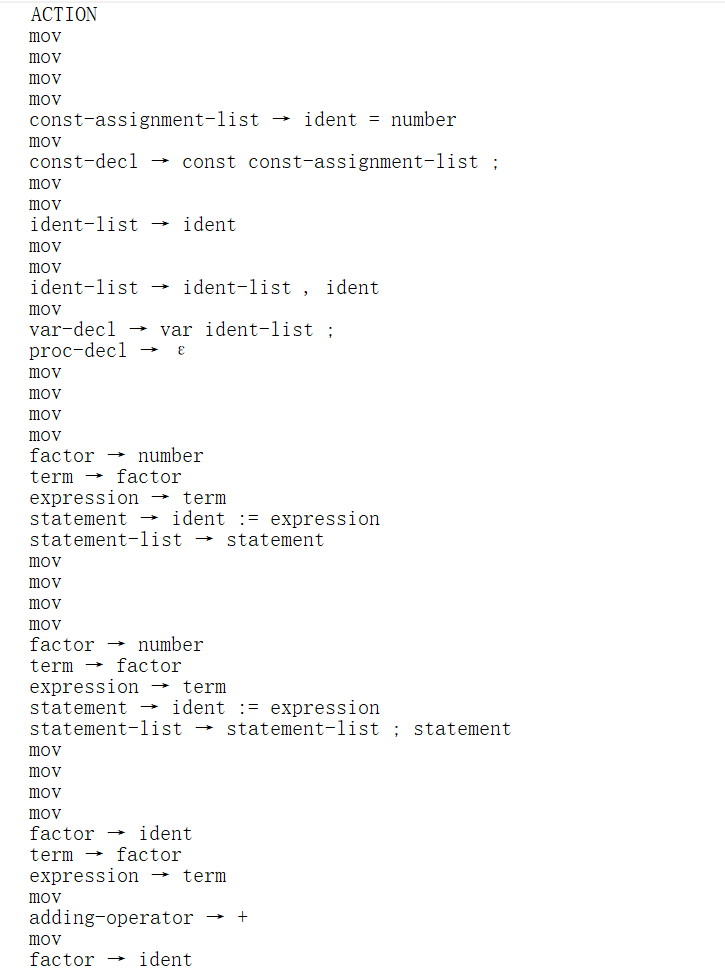 ACTION
mov
mov
mov
mov
const-assignment-list → ident = number
mov
const-decl → const const-assignment-list ;
mov
mov
ident-list → ident
mov
mov
ident-list → ident-list , ident
mov
var-decl → var ident-list ;
proc-decl → ε
mov
mov
mov
mov
factor → number
term → factor
expression → term
statement → ident := expression
statement-list → statement
mov
mov
mov
mov
factor → number
term → factor
expression → term
statement → ident := expression
statement-list → statement-list ; statement
mov
mov
mov
mov
factor → ident
term → factor
expression → term
mov
adding-operator → +
mov
factor → ident